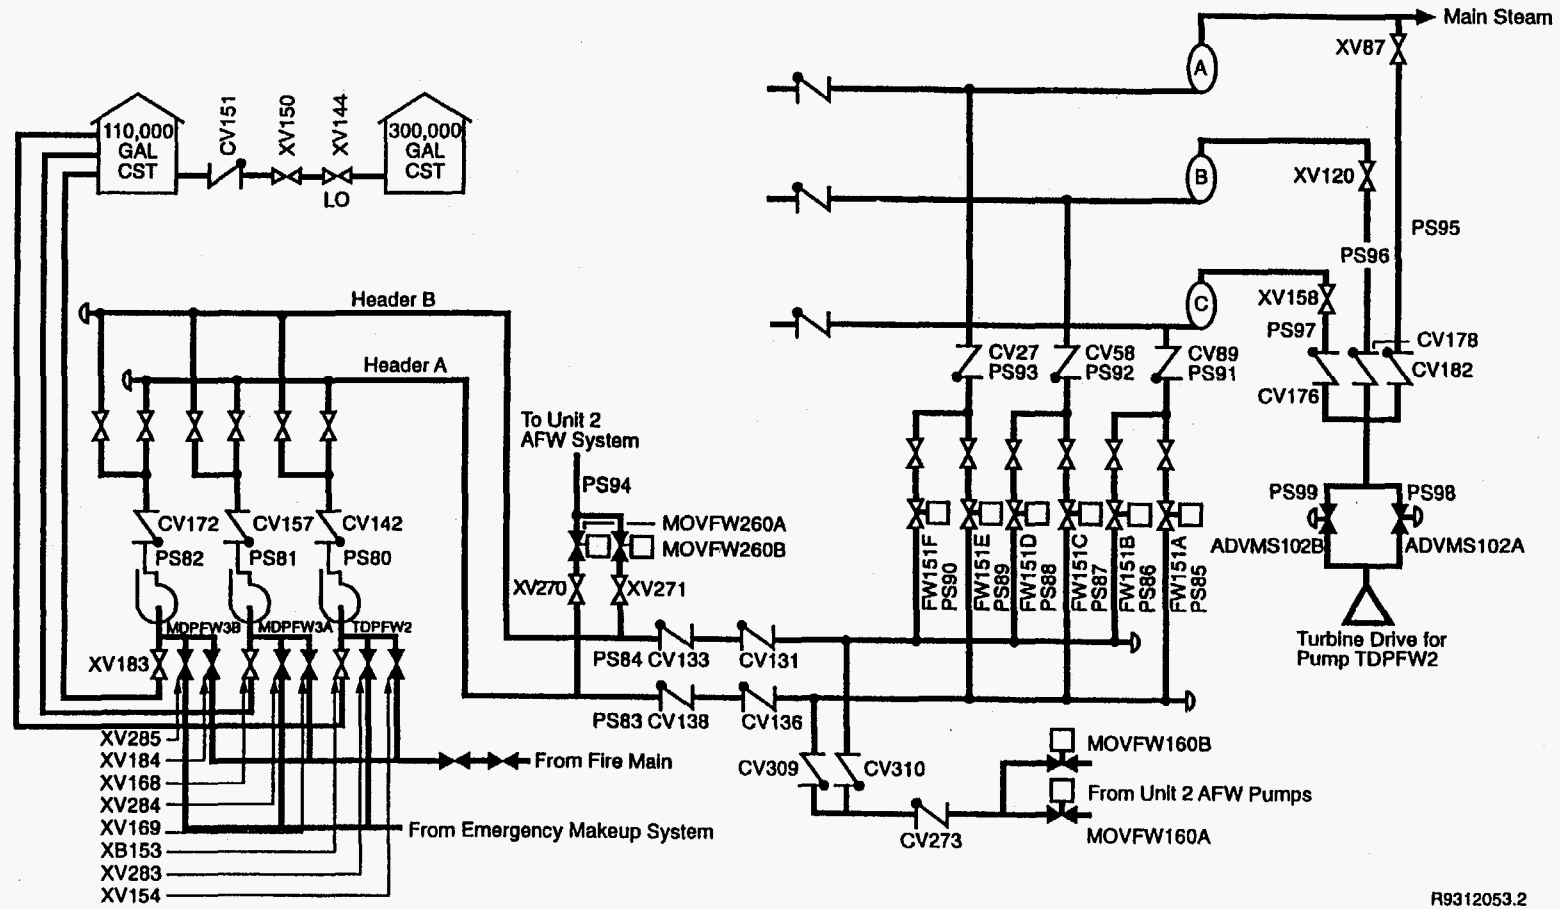 Main Steam
XV87
A
110,000
GAL
CST
CV151
XV150
XV144
LO
300,000
GAL
CST
B
XV120
PS95
PS96
C
XV158
PS97
CV178
CV182
CV176
Header B
Header A
CV27
PS93
CV58
PS92
CV89
PS91
To Unit 2
AFW System
PS94
MOVFW260A
MOVFW260B
XV270
XV271
CV172
PS82
CV157
PS81
CV142
PS80
MDPFW3B
MDPFW3A
TDPFW2
XV183
FW151F
PS90
FW151E
PS89
FW151D
PS88
FW151C
PS87
FW151B
PS86
FW151A
PS85
PS99
PS98
ADVMS102B
ADVMS102A
Turbine Drive for
Pump TDPFW2
PS84
CV133
CV131
PS83
CV138
CV136
XV285
XV184
XV168
XV284
XV169
XB153
XV283
XV154
From Fire Main
From Emergency Makeup System
CV309
CV310
CV273
MOVFW160B
From Unit 2 AFW Pumps
MOVFW160A
R9312053.2